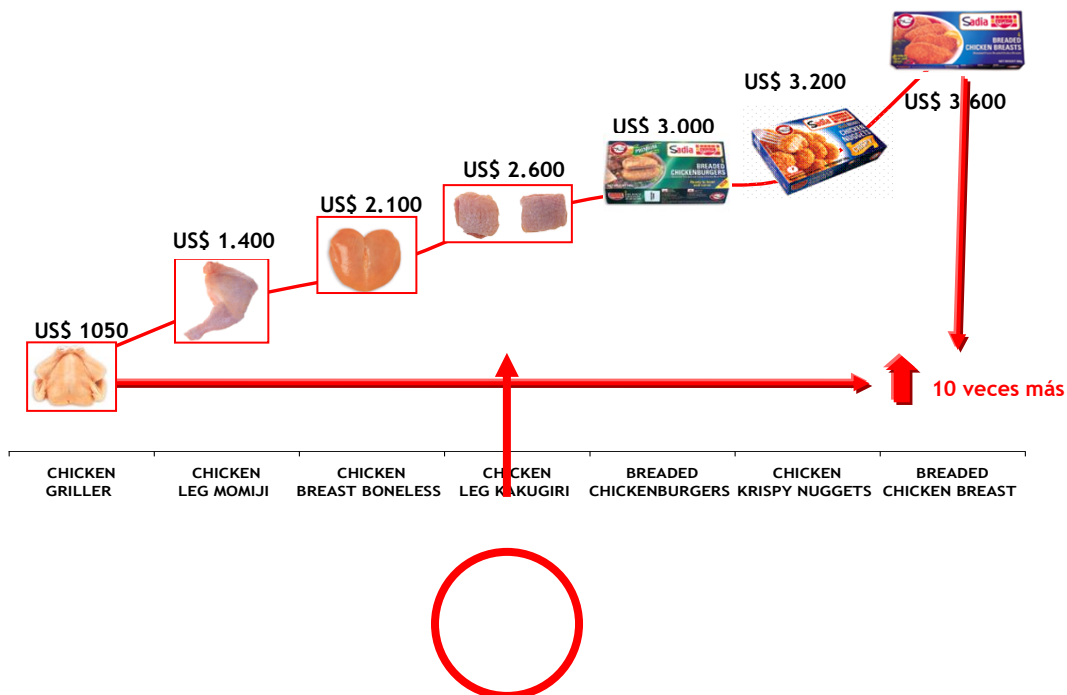 Sadia
BREADED
CHICKEN BREASTS
US$ 3.600
US$ 3.200
Sadia
CHICKEN
NUGGETS
US$ 3.000
Sadia
BREADED
CHICKENBURGERS
US$ 2.600
US$ 2.100
US$ 1.400
US$ 1050
10 veces más
CHICKEN
GRILLER
CHICKEN
LEG MOMIJI
CHICKEN
BREAST BONELESS
CHICKEN
LEG KAKUGIRI
BREADED
CHICKENBURGERS
CHICKEN
KRISPY NUGGETS
BREADED
CHICKEN BREAST